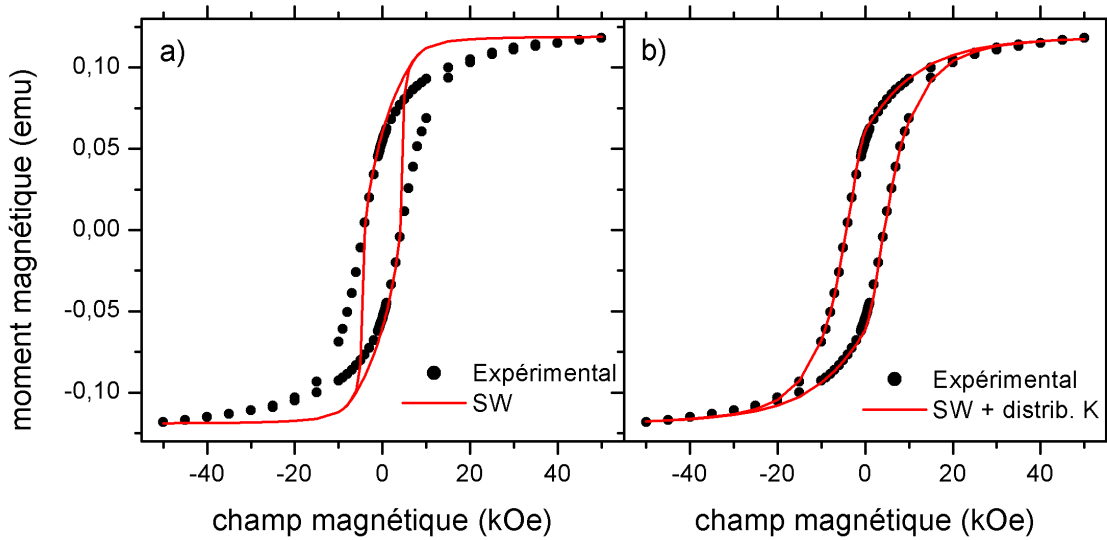 a)
b)
moment magnétique (emu)
0,10
0,05
0,00
-0,05
-0,10
Expérimental
SW
Expérimental
SW + distrib. K
-40 -20 0 20 40
-40 -20 0 20 40
champ magnétique (kOe)
champ magnétique (kOe)